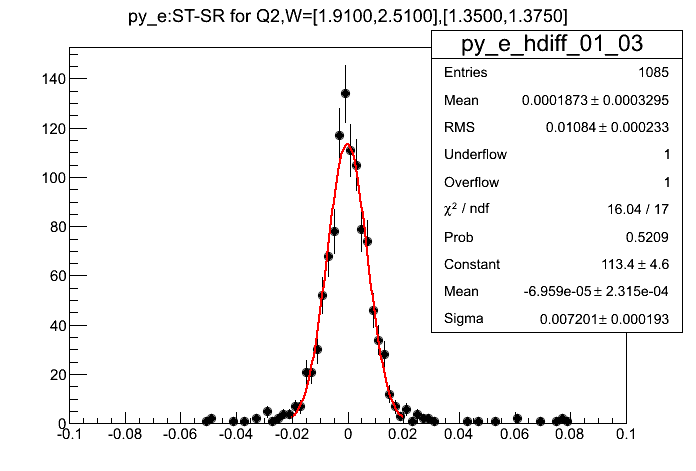 py_e:ST-SR for Q2,W=[1.9100,2.5100],[1.3500,1.3750]
py_e_hdiff_01_03
Entries 1085
Mean 0.0001873 ± 0.0003295
RMS 0.01084 ± 0.000233
Underflow 1
Overflow 1
χ² / ndf 16.04 / 17
Prob 0.5209
Constant 113.4 ± 4.6
Mean -6.959e-05 ± 2.315e-04
Sigma 0.007201 ± 0.000193
140
120
100
80
60
40
20
0
-0.1 -0.08 -0.06 -0.04 -0.02 0 0.02 0.04 0.06 0.08 0.1